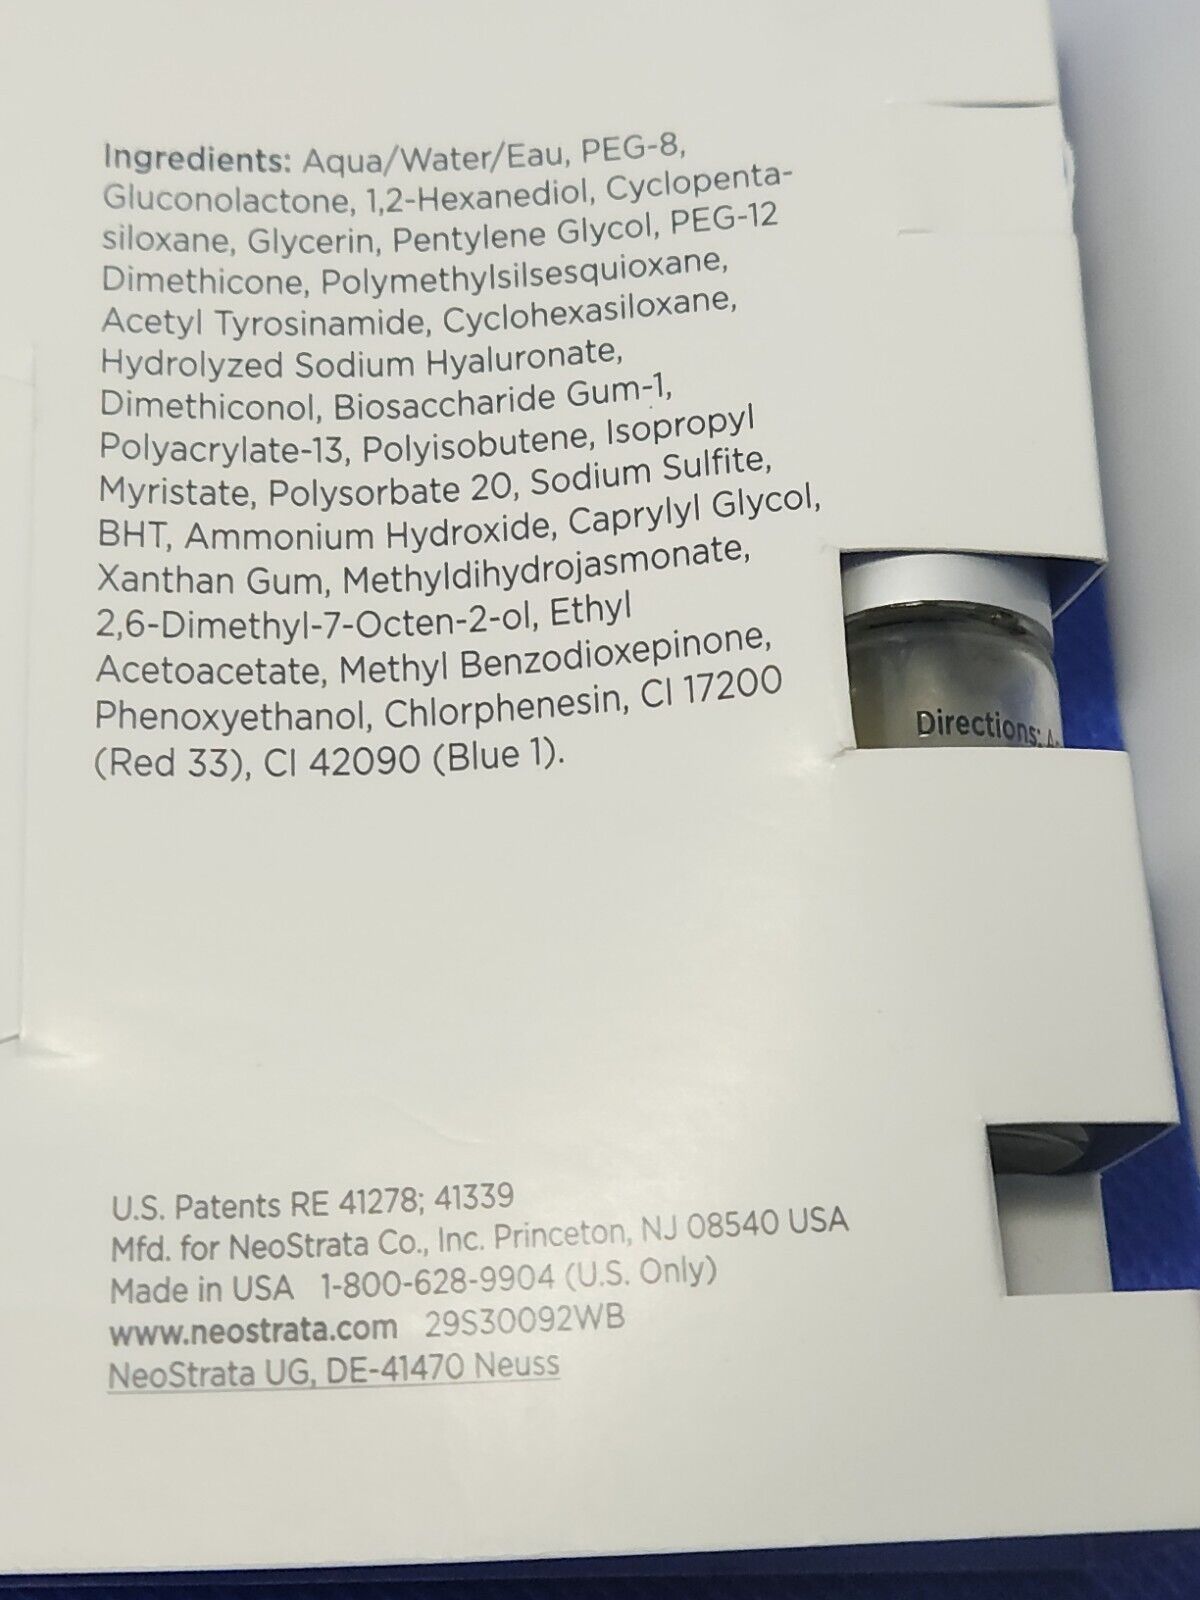 Ingredients: Aqua/Water/Eau, PEG-8,
Gluconolactone, 1,2-Hexanediol, Cyclopenta-
siloxane, Glycerin, Pentylene Glycol, PEG-12
Dimethicone, Polymethylsilsesquioxane,
Acetyl Tyrosinamide, Cyclohexasiloxane,
Hydrolyzed Sodium Hyaluronate,
Dimethiconol, Biosaccharide Gum-1,
Polyacrylate-13, Polyisobutene, Isopropyl
Myristate, Polysorbate 20, Sodium Sulfite,
BHT, Ammonium Hydroxide, Caprylyl Glycol,
Xanthan Gum, Methyldihydrojasmonate,
2,6-Dimethyl-7-Octen-2-ol, Ethyl
Acetoacetate, Methyl Benzodioxepinone,
Phenoxyethanol, Chlorphenesin, CI 17200
(Red 33), CI 42090 (Blue 1).
Directions:
U.S. Patents RE 41278; 41339
Mfd. for NeoStrata Co., Inc. Princeton, NJ 08540 USA
Made in USA 1-800-628-9904 (U.S. Only)
www.neostrata.com 29S30092WB
NeoStrata UG, DE-41470 Neuss